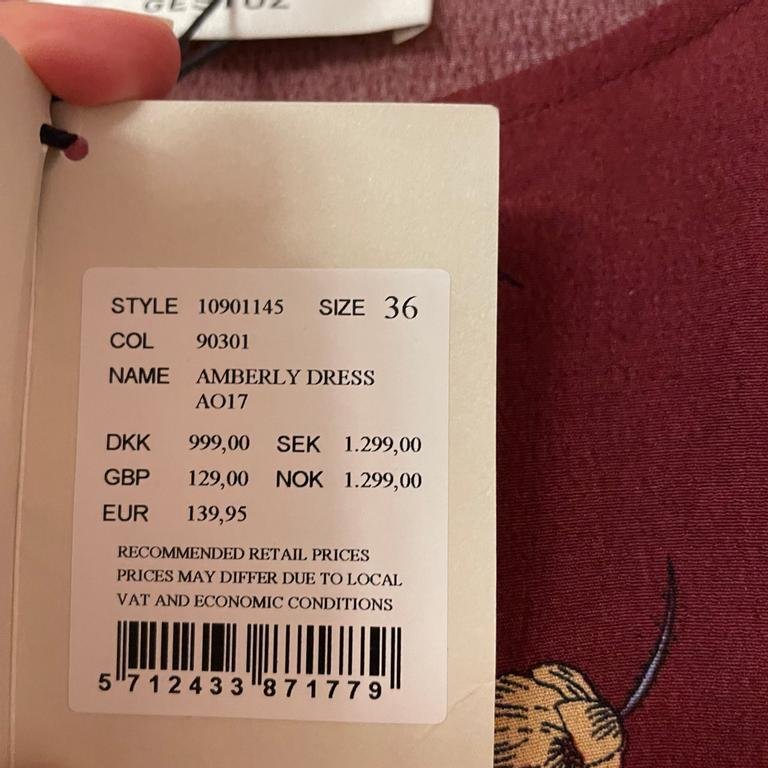 GESTUZ
STYLE 10901145 SIZE 36
COL 90301
NAME AMBERLY DRESS
AO17
DKK 999,00 SEK 1.299,00
GBP 129,00 NOK 1.299,00
EUR 139,95
RECOMMENDED RETAIL PRICES
PRICES MAY DIFFER DUE TO LOCAL
VAT AND ECONOMIC CONDITIONS
5 712433 871779